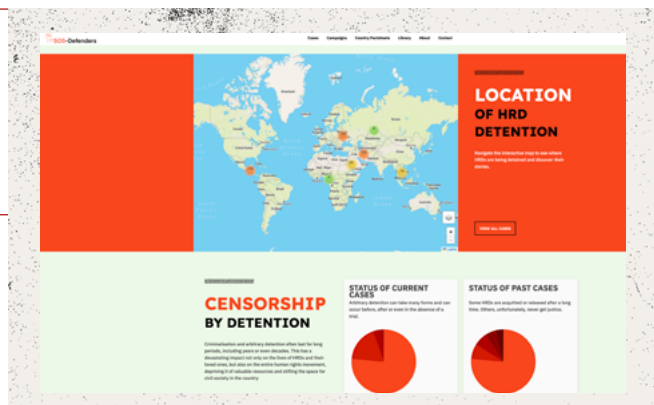 SOS-Defenders
Cases Campaigns Country Factsheets Library About Contact
LOCATION
OF HRD
DETENTION
Navigate the interactive map to see where
HRDs are being detained and discover their
stories.
VIEW ALL CASES
CENSORSHIP
BY DETENTION
Criminalisation and arbitrary detention often last for long
periods, including years or even decades. This has a
devastating impact not only on the lives of HRDs and their
loved ones, but also on the entire human rights movement,
depriving it of valuable resources and stifling the space for
civil society in the country
STATUS OF CURRENT
CASES
Arbitrary detention can take many forms and can
occur before, after or even in the absence of a
trial.
STATUS OF PAST CASES
Some HRDs are acquitted or released after a long
time. Others, unfortunately, never get justice.